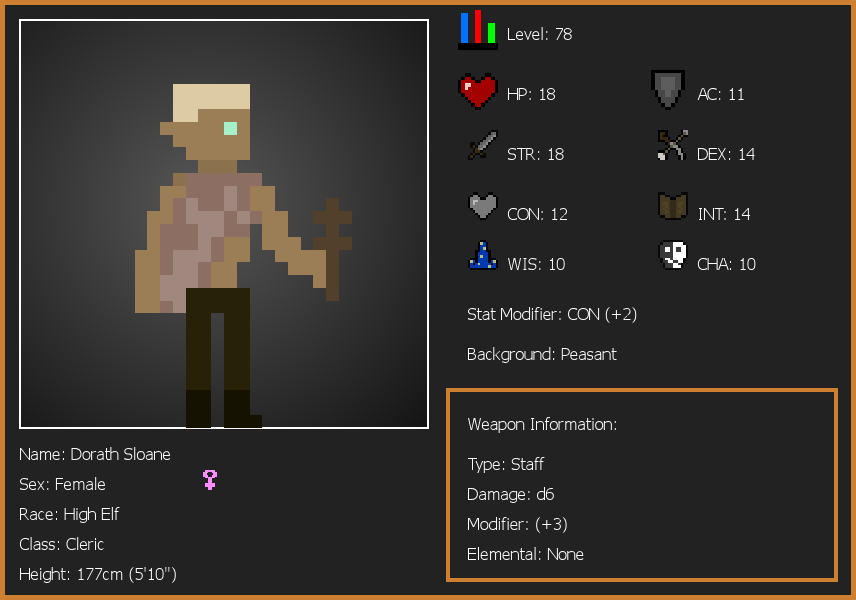 Level: 78
HP: 18
AC: 11
STR: 18
DEX: 14
CON: 12
INT: 14
WIS: 10
CHA: 10
Stat Modifier: CON (+2)
Background: Peasant
Weapon Information:
Type: Staff
Damage: d6
Modifier: (+3)
Elemental: None
Name: Dorath Sloane
Sex: Female
Race: High Elf
Class: Cleric
Height: 177cm (5'10")